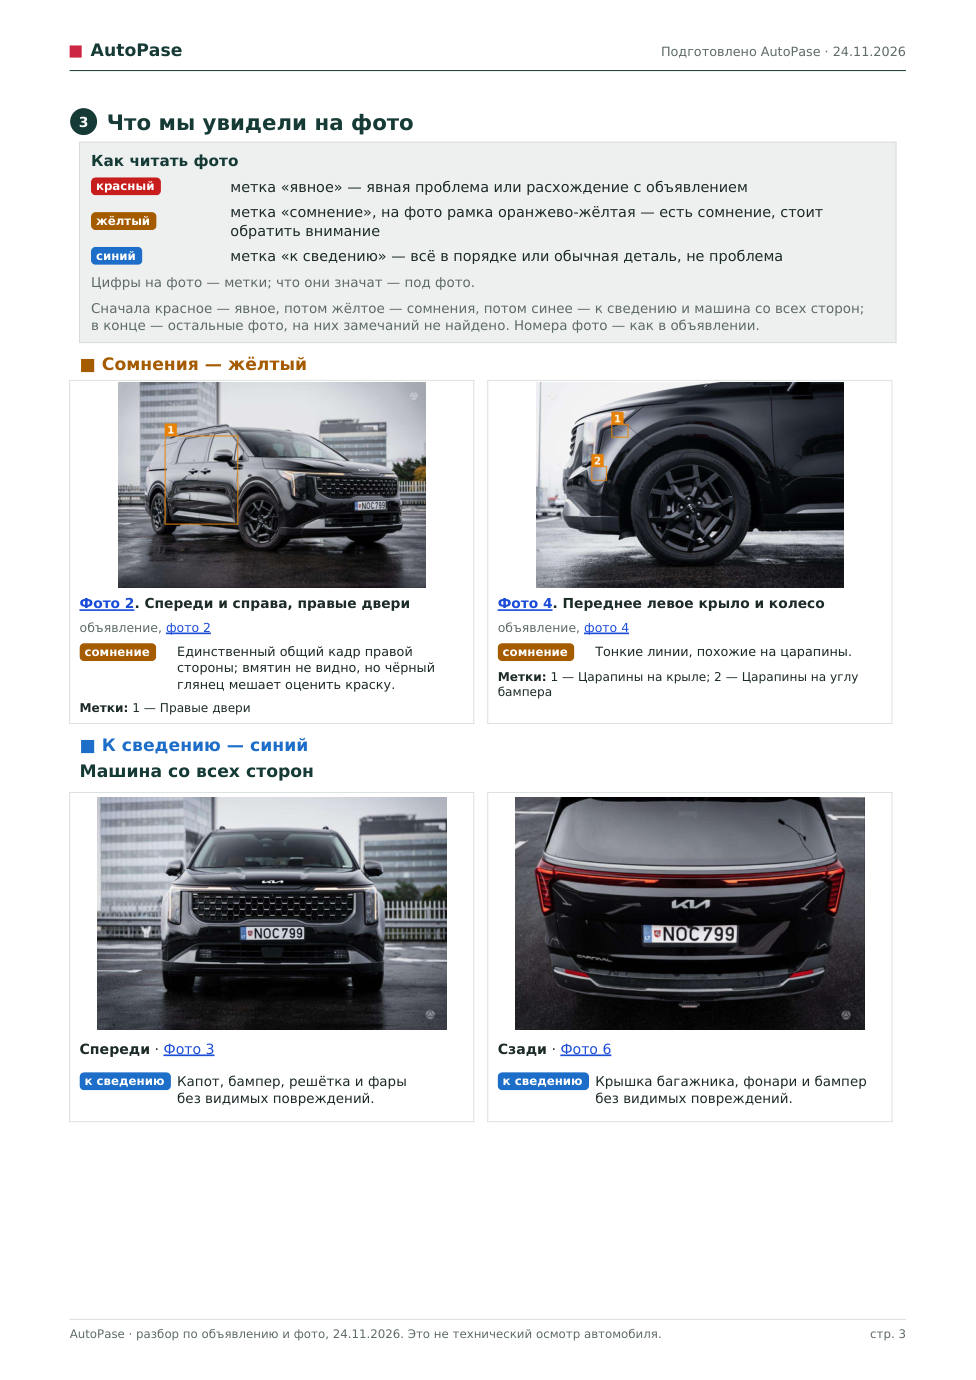 AutoPase
Подготовлено AutoPase · 24.11.2026
3 Что мы увидели на фото
Как читать фото
красный метка «явное» — явная проблема или расхождение с объявлением
жёлтый метка «сомнение», на фото рамка оранжево-жёлтая — есть сомнение, стоит
обратить внимание
синий метка «к сведению» — всё в порядке или обычная деталь, не проблема
Цифры на фото — метки; что они значат — под фото.
Сначала красное — явное, потом жёлтое — сомнения, потом синее — к сведению и машина со всех сторон;
в конце — остальные фото, на них замечаний не найдено. Номера фото — как в объявлении.
Сомнения — жёлтый
1
NOC799
Фото 2. Спереди и справа, правые двери
объявление, фото 2
сомнение Единственный общий кадр правой
стороны; вмятин не видно, но чёрный
глянец мешает оценить краску.
Метки: 1 — Правые двери
1
2
Фото 4. Переднее левое крыло и колесо
объявление, фото 4
сомнение Тонкие линии, похожие на царапины.
Метки: 1 — Царапины на крыле; 2 — Царапины на углу
бампера
К сведению — синий
Машина со всех сторон
KIA
NOC799
Спереди · Фото 3
к сведению Капот, бампер, решётка и фары
без видимых повреждений.
KIA
NOC799
CARNIVAL
Сзади · Фото 6
к сведению Крышка багажника, фонари и бампер
без видимых повреждений.
AutoPase · разбор по объявлению и фото, 24.11.2026. Это не технический осмотр автомобиля.
стр. 3